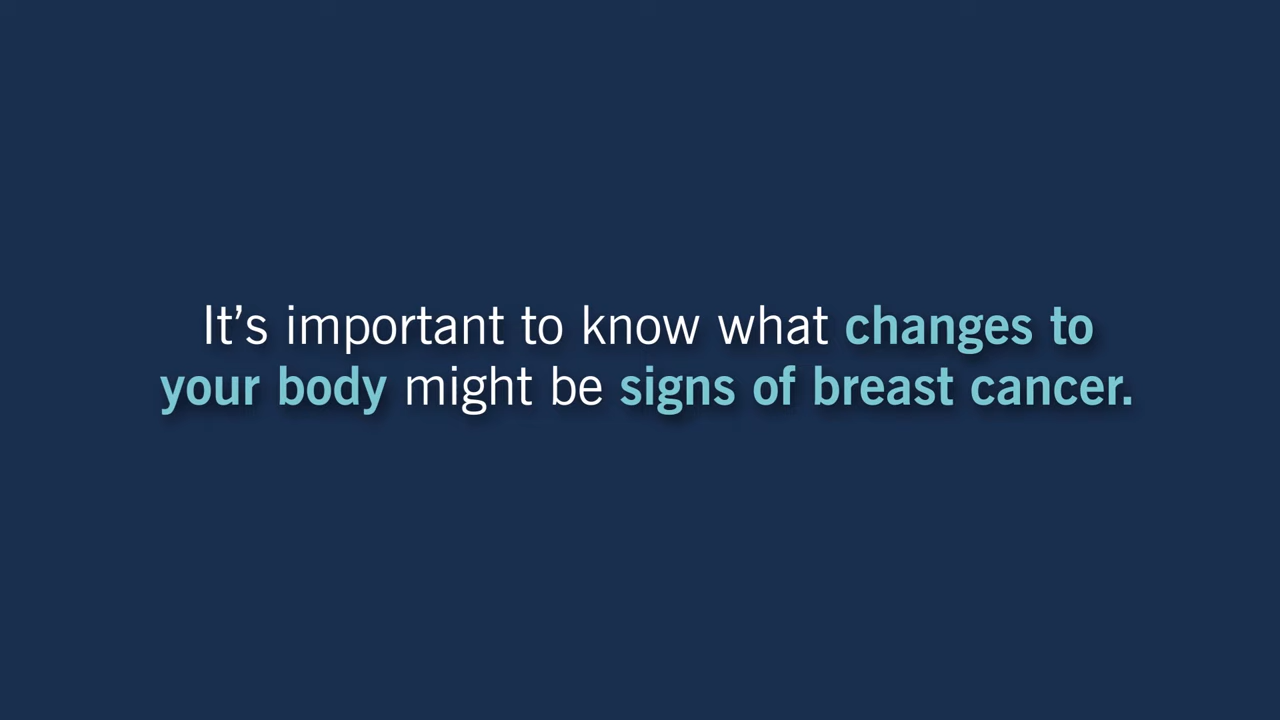 It’s important to know what changes to
your body might be signs of breast cancer.